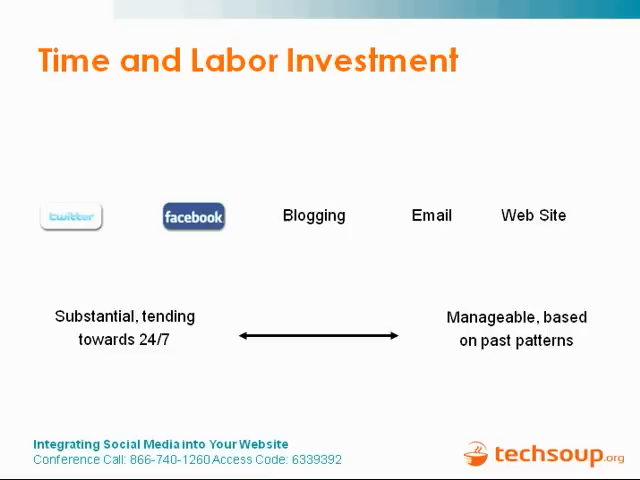 Time and Labor Investment
twitter facebook Blogging Email Web Site
Substantial, tending
towards 24/7
Manageable, based
on past patterns
Integrating Social Media into Your Website
Conference Call: 866-740-1260 Access Code: 6339392
techsoup.org